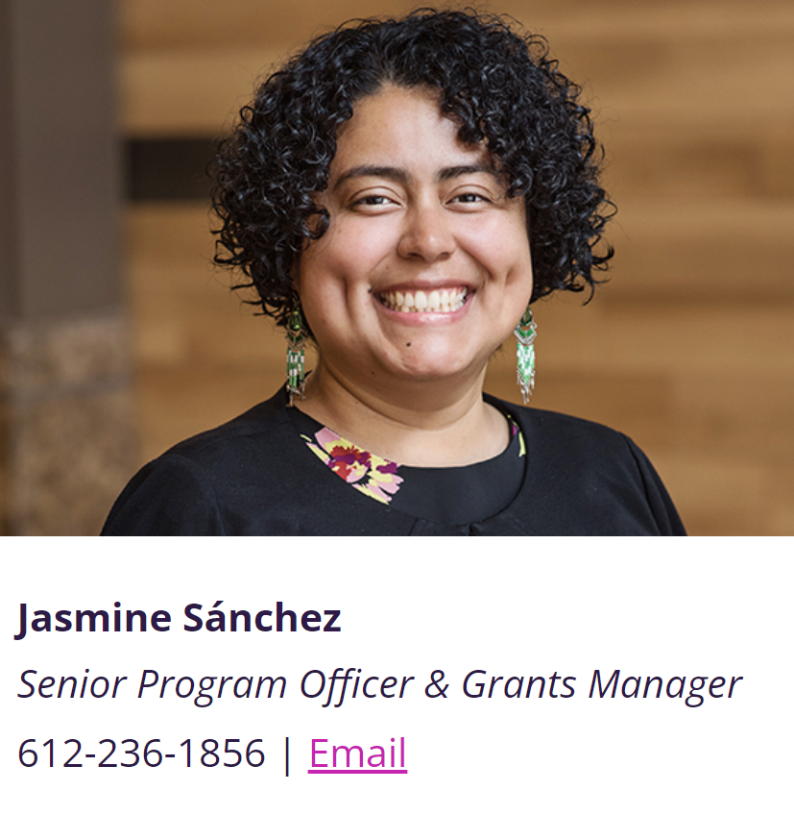 Jasmine Sánchez
Senior Program Officer & Grants Manager
612-236-1856 | Email